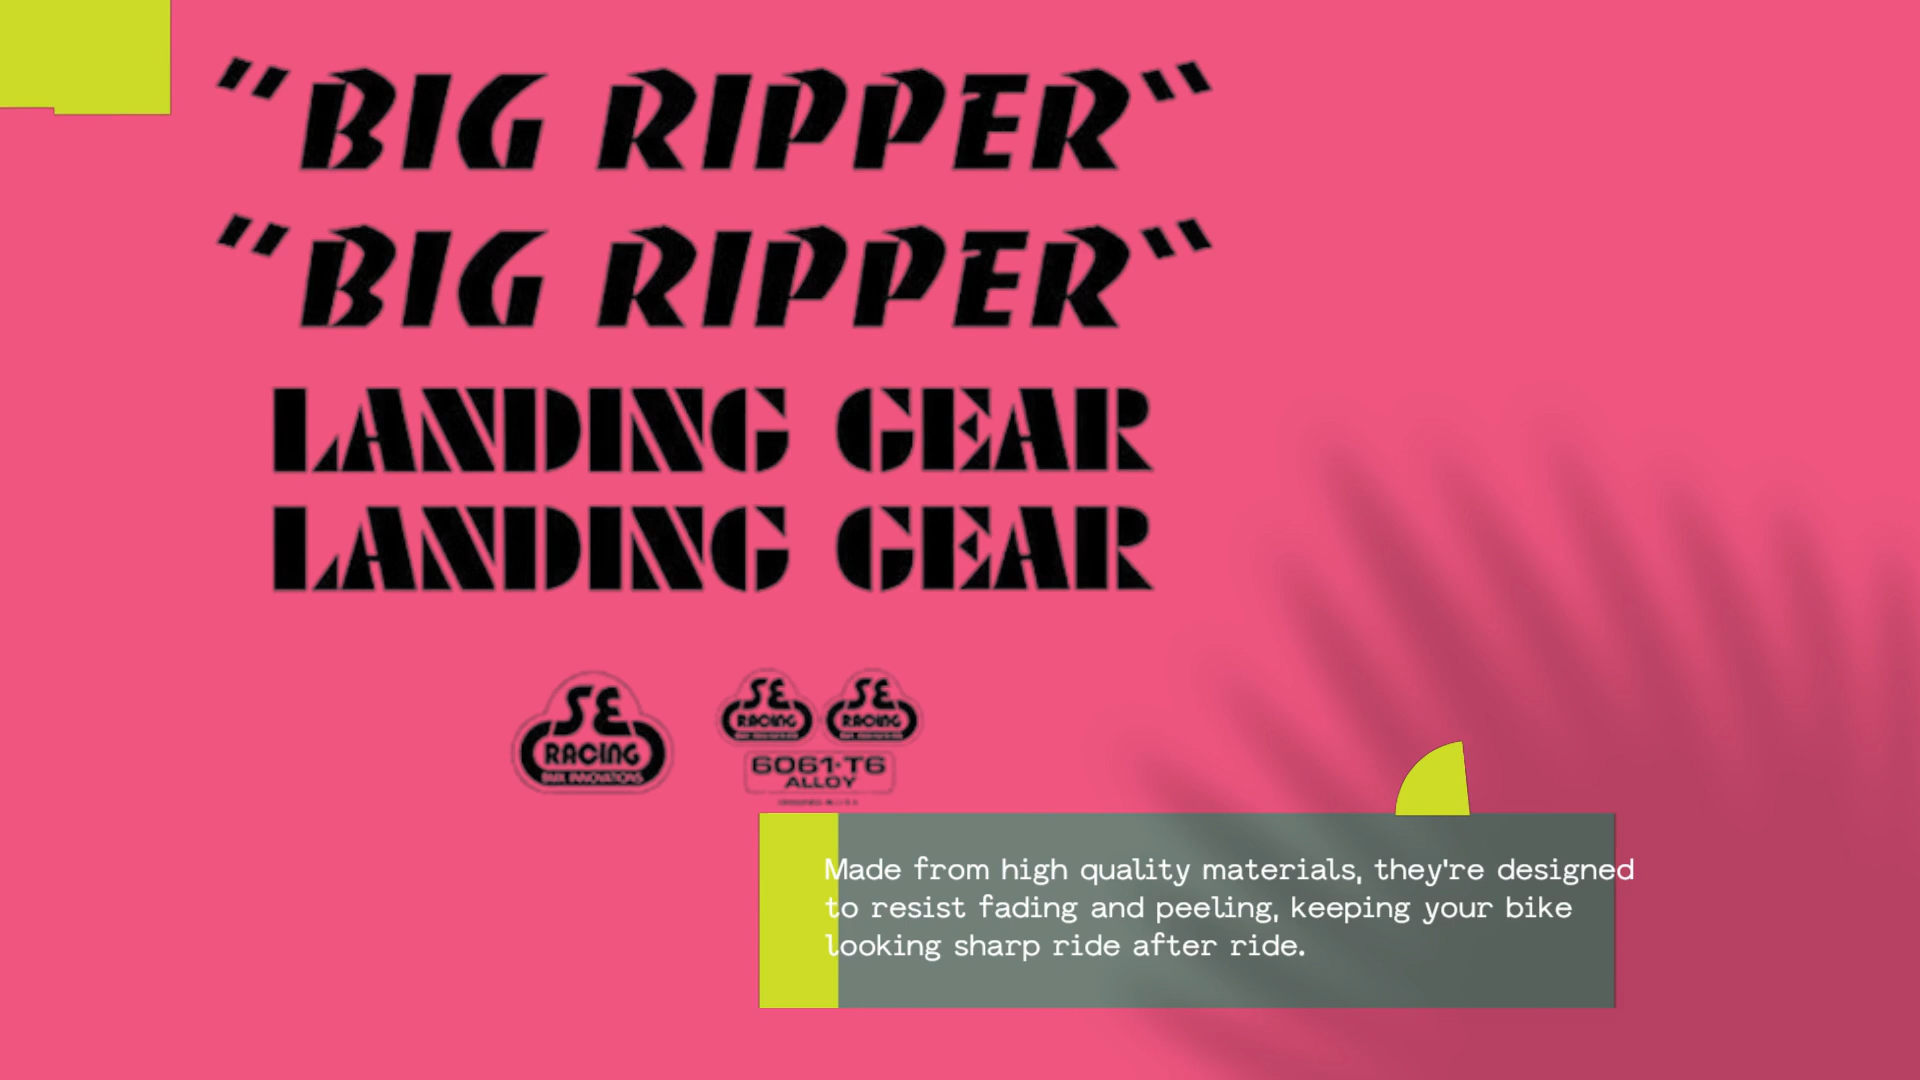 "BIG RIPPER"
"BIG RIPPER"
LANDING GEAR
LANDING GEAR
SE
RACING
BMX INNOVATIONS
SE
RACING
SE
RACING
6061-T6
ALLOY
Made from high quality materials, they're designed
to resist fading and peeling, keeping your bike
looking sharp ride after ride.